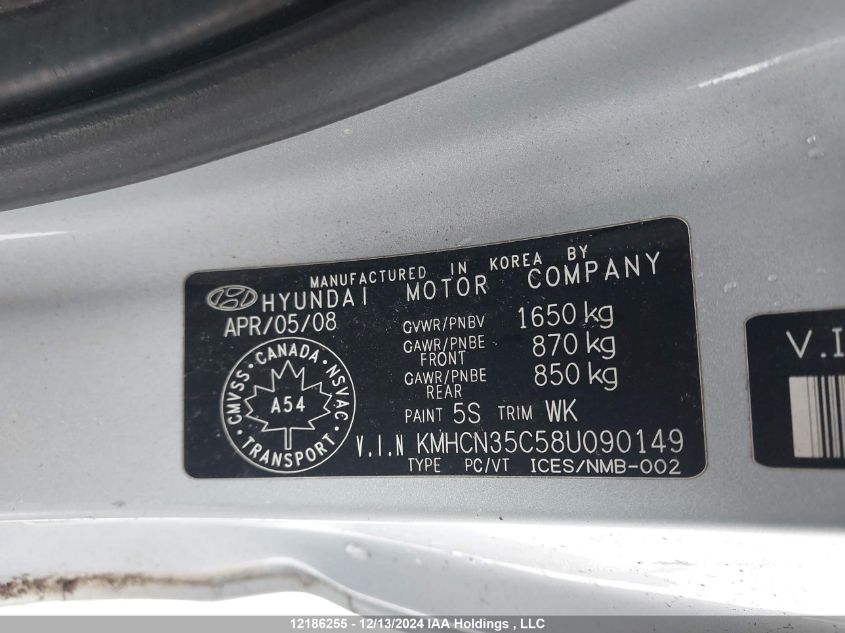 MANUFACTURED IN KOREA BY
HYUNDAI MOTOR COMPANY
APR/05/08
GVWR/PNBV 1650 kg
GAWR/PNBE FRONT 870 kg
GAWR/PNBE REAR 850 kg
CANADA · NSVAC · TRANSPORT · CMVSS ·
A54
PAINT 5S TRIM WK
V.I.N KMHCN35C58U090149
TYPE PC/VT ICES/NMB-002
V.I
12186255 - 12/13/2024 IAA Holdings , LLC